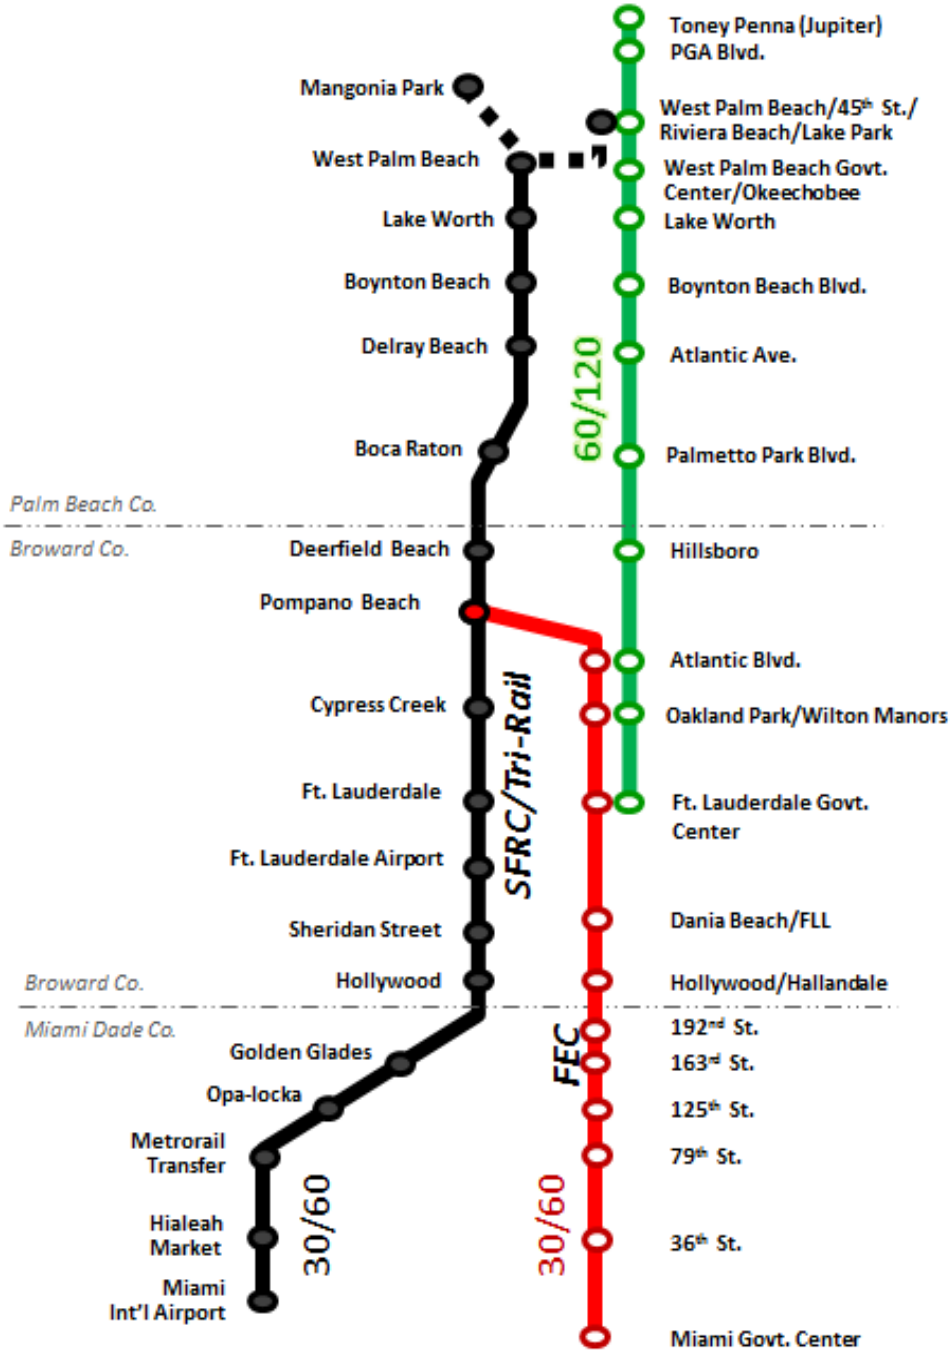 Toney Penna (Jupiter)
PGA Blvd.
Mangonia Park
West Palm Beach/45th St./
Riviera Beach/Lake Park
West Palm Beach
West Palm Beach Govt.
Center/Okeechobee
Lake Worth
Lake Worth
Boynton Beach
Boynton Beach Blvd.
Delray Beach
Atlantic Ave.
60/120
Boca Raton
Palmetto Park Blvd.
Palm Beach Co.
Broward Co.
Deerfield Beach
Hillsboro
Pompano Beach
Atlantic Blvd.
Cypress Creek
Oakland Park/Wilton Manors
SFRC/Tri-Rail
Ft. Lauderdale
Ft. Lauderdale Govt.
Center
Ft. Lauderdale Airport
Sheridan Street
Dania Beach/FLL
Hollywood
Hollywood/Hallandale
Broward Co.
Miami Dade Co.
192nd St.
Golden Glades
FEC
163rd St.
Opa-locka
125th St.
Metrorail
Transfer
79th St.
30/60
30/60
Hialeah
Market
36th St.
Miami
Int'l Airport
Miami Govt. Center